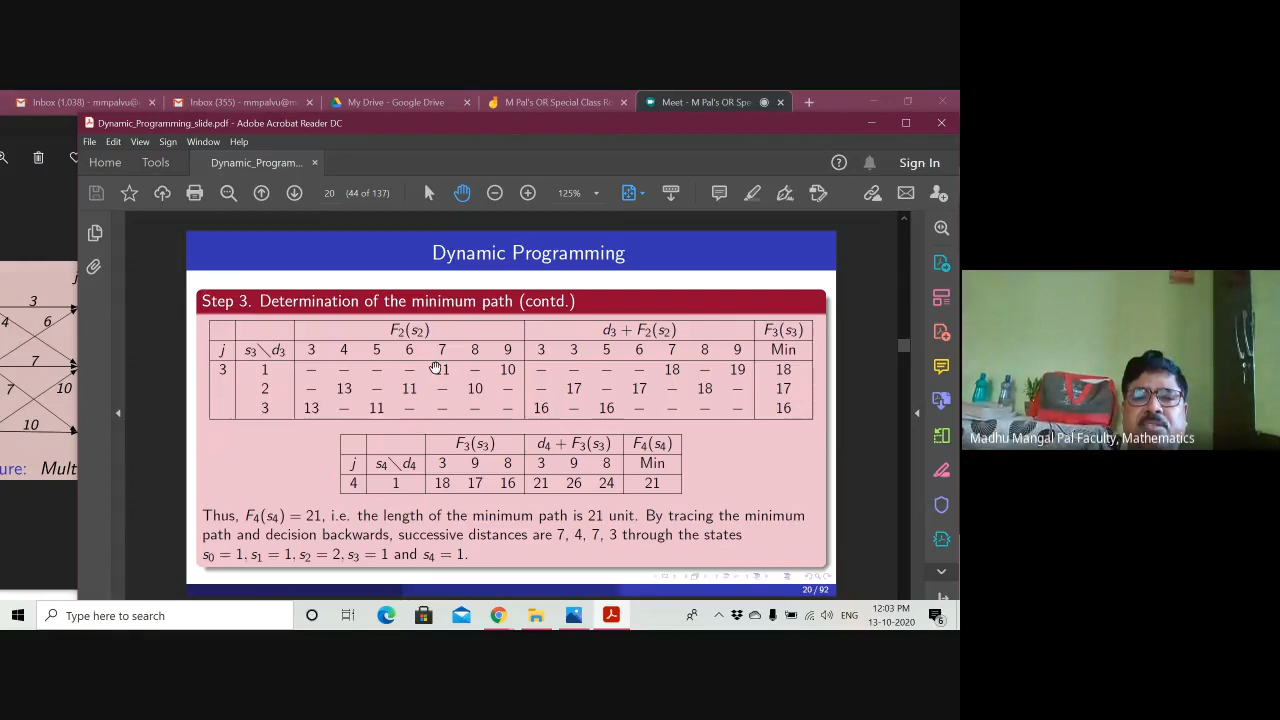 Inbox (1,038) - mmpalvu@
Inbox (355) - mmpalvu@m
My Drive - Google Drive
M Pal's OR Special Class Ro
Meet - M Pal's OR Spe
Dynamic_Programming_slide.pdf - Adobe Acrobat Reader DC
File Edit View Sign Window Help
Home Tools Dynamic_Program... Sign In
20 (44 of 137) 125%
Dynamic Programming
Step 3. Determination of the minimum path (contd.)
F2(s2) d3 + F2(s2) F3(s3)
j s3\d3 3 4 5 6 7 8 9 3 3 5 6 7 8 9 Min
3 1 – – – – 1 – 10 – – – – 18 – 19 18
2 – 13 – 11 – 10 – – 17 – 17 – 18 – 17
3 13 – 11 – – – – 16 – 16 – – – – 16
F3(s3) d4 + F3(s3) F4(s4)
j s4\d4 3 9 8 3 9 8 Min
4 1 18 17 16 21 26 24 21
Thus, F4(s4) = 21, i.e. the length of the minimum path is 21 unit. By tracing the minimum
path and decision backwards, successive distances are 7, 4, 7, 3 through the states
s0 = 1, s1 = 1, s2 = 2, s3 = 1 and s4 = 1.
20 / 92
j
3
4 6
7
7 10
10
ure: Mult
Madhu Mangal Pal Faculty, Mathematics
Type here to search
ENG
12:03 PM
13-10-2020
6